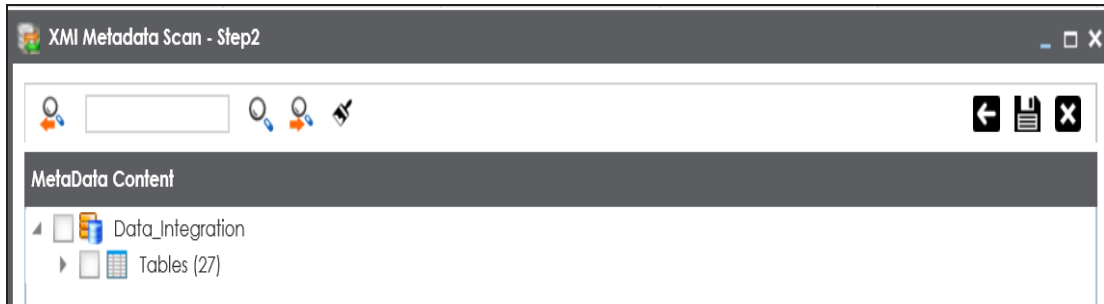 XMI Metadata Scan - Step2
MetaData Content
Data_Integration
Tables (27)